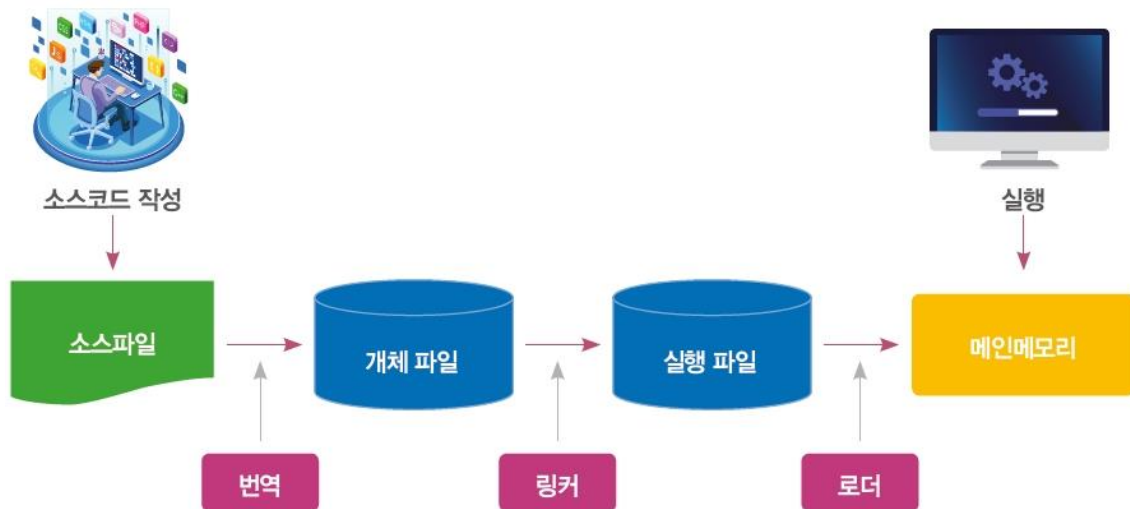 소스코드 작성
실행
소스파일
개체 파일
실행 파일
메인메모리
번역
링커
로더